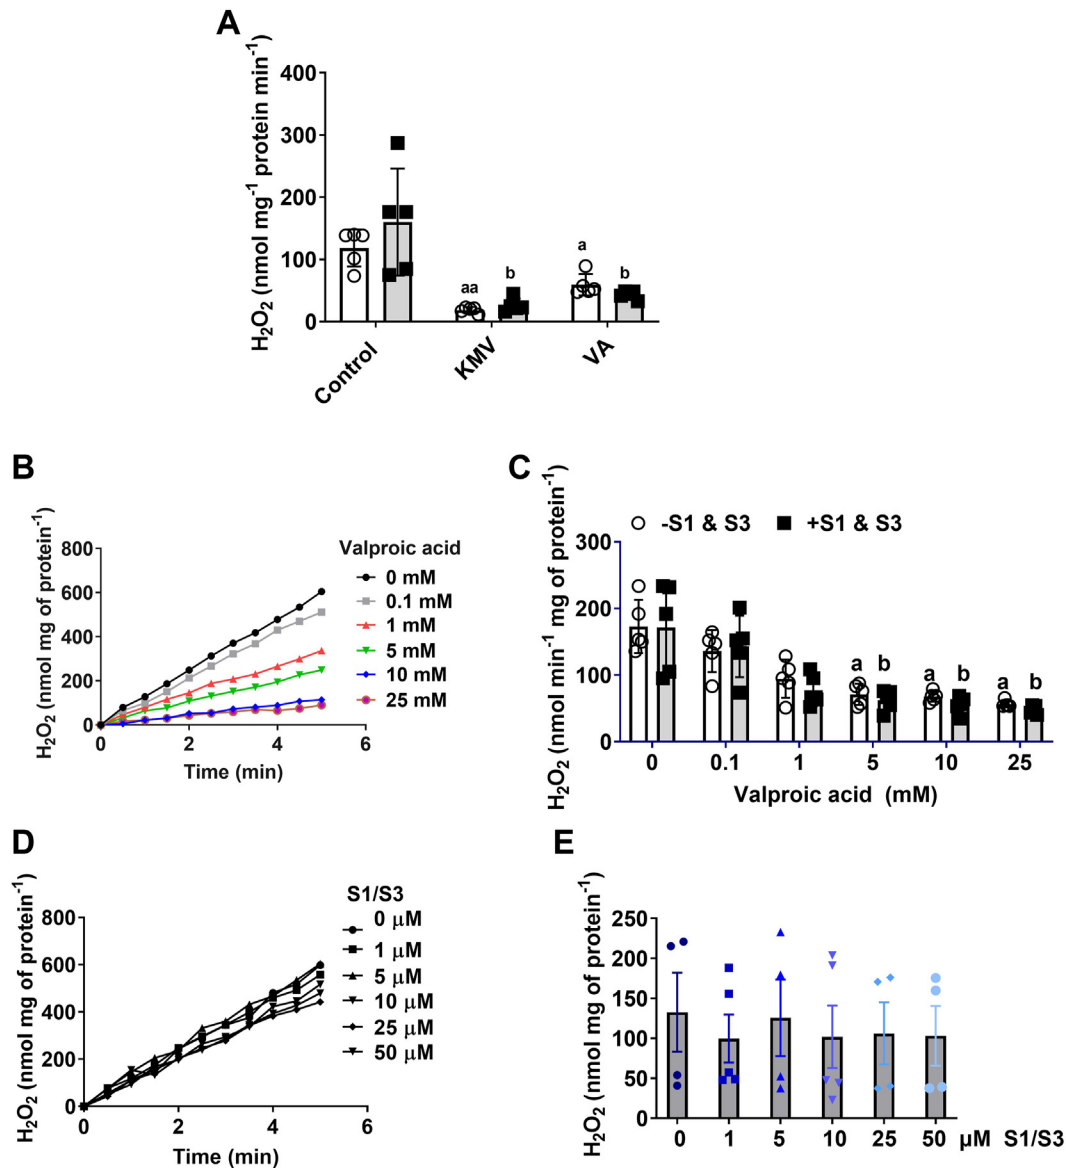 A
H₂O₂ (nmol mg⁻¹ protein min⁻¹)
400
300
200
100
0
aa
b
a
b
Control
KMV
VA
B
H₂O₂ (nmol mg of protein⁻¹)
800
600
400
200
0
0 2 4 6
Time (min)
Valproic acid
0 mM
0.1 mM
1 mM
5 mM
10 mM
25 mM
C
H₂O₂ (nmol min⁻¹ mg of protein⁻¹)
-S1 & S3 +S1 & S3
300
200
100
0
a b a b a b
0 0.1 1 5 10 25
Valproic acid (mM)
D
H₂O₂ (nmol mg of protein⁻¹)
800
600
400
200
0
0 2 4 6
Time (min)
S1/S3
0 μM
1 μM
5 μM
10 μM
25 μM
50 μM
E
H₂O₂ (nmol mg of protein⁻¹)
250
200
150
100
50
0
0 1 5 10 25 50 μM S1/S3